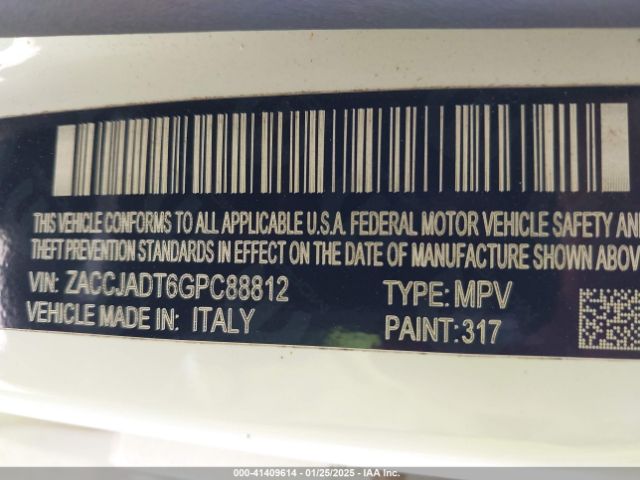 THIS VEHICLE CONFORMS TO ALL APPLICABLE U.S.A. FEDERAL MOTOR VEHICLE SAFETY AND
THEFT PREVENTION STANDARDS IN EFFECT ON THE DATE OF MANUFACTURE SHOWN ABOV
VIN: ZACCJADT6GPC88812 TYPE: MPV
VEHICLE MADE IN: ITALY PAINT: 317
000-41409614 / 01/25/2025 / IAA, Inc.